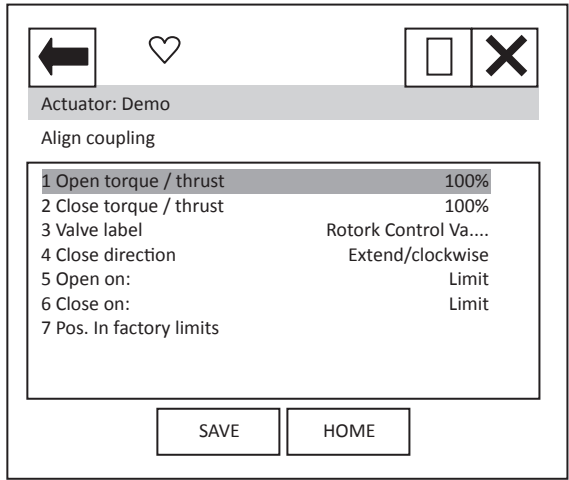 Actuator: Demo
Align coupling
1 Open torque / thrust 100%
2 Close torque / thrust 100%
3 Valve label Rotork Control Va....
4 Close direction Extend/clockwise
5 Open on: Limit
6 Close on: Limit
7 Pos. In factory limits
SAVE HOME